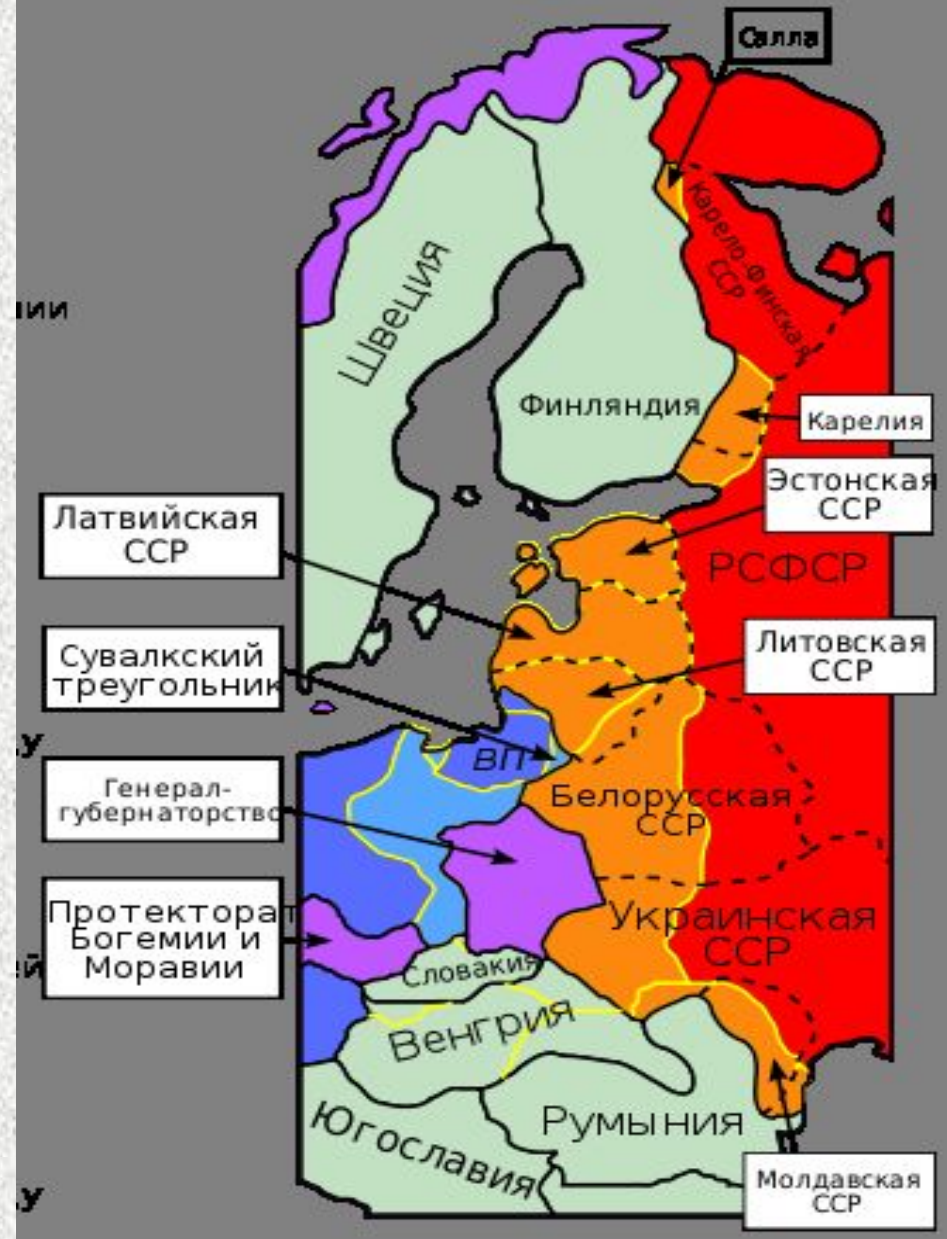 Салла
Карело-Финская
ССР
Швеция
Финляндия
Карелия
Эстонская
ССР
Латвийская
ССР
РСФСР
Литовская
ССР
Сувалкский
треугольник
ВП
Генерал-
губернаторство
Белорусская
ССР
Протекторат
Богемии и
Моравии
Украинская
ССР
Словакия
Венгрия
Румыния
Югославия
Молдавская
ССР